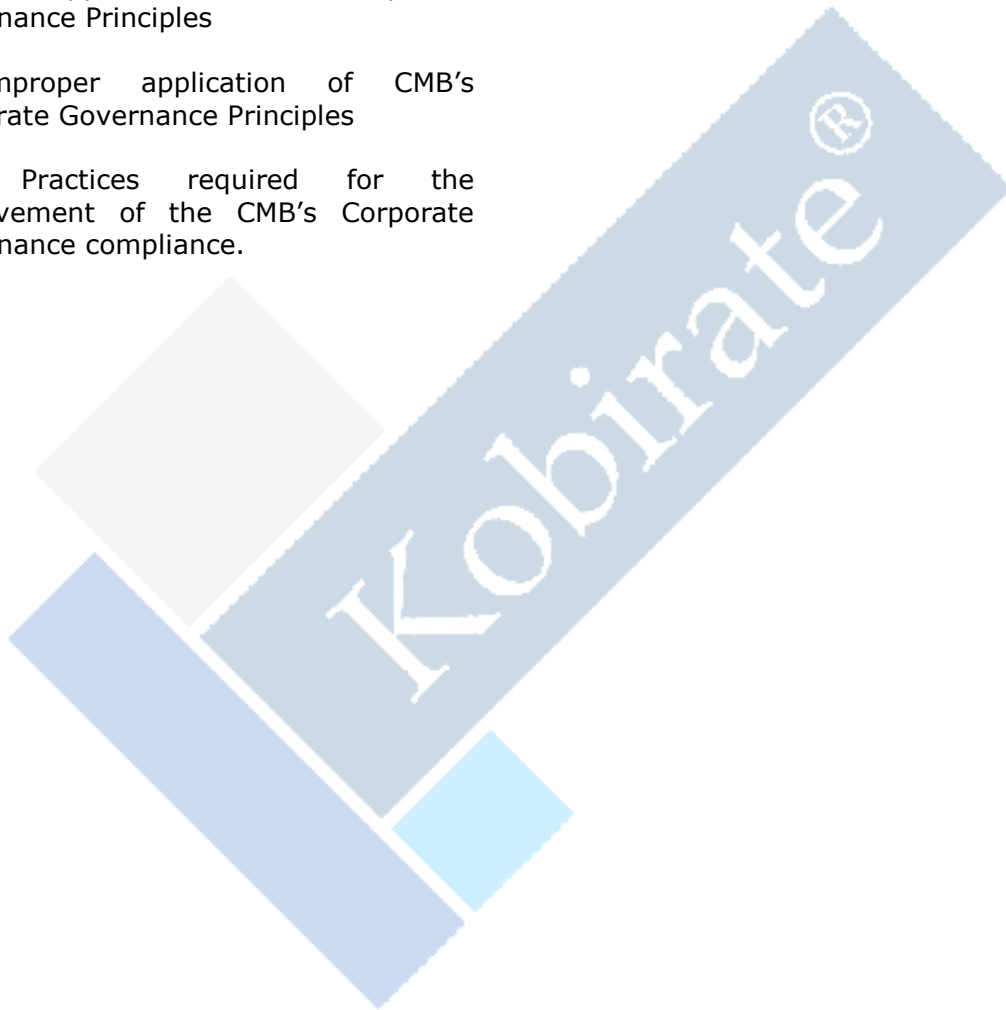 nance Principles
mproper application of CMB's
rate Governance Principles
Practices required for the
vement of the CMB's Corporate
nance compliance.
Kobirate ®